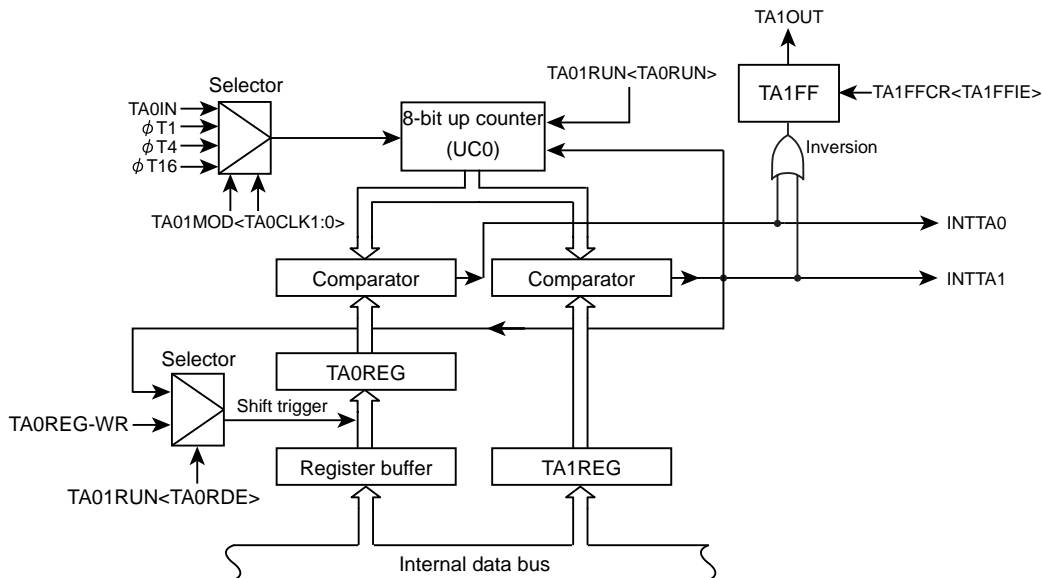 TA1OUT
TA01RUN<TA0RUN>
Selector
TA0IN
ϕT1
ϕT4
ϕT16
8-bit up counter
(UC0)
TA1FF
TA1FFCR<TA1FFIE>
Inversion
TA01MOD<TA0CLK1:0>
INTTA0
Comparator
Comparator
INTTA1
Selector
TA0REG
TA0REG-WR
Shift trigger
Register buffer
TA1REG
TA01RUN<TA0RDE>
Internal data bus